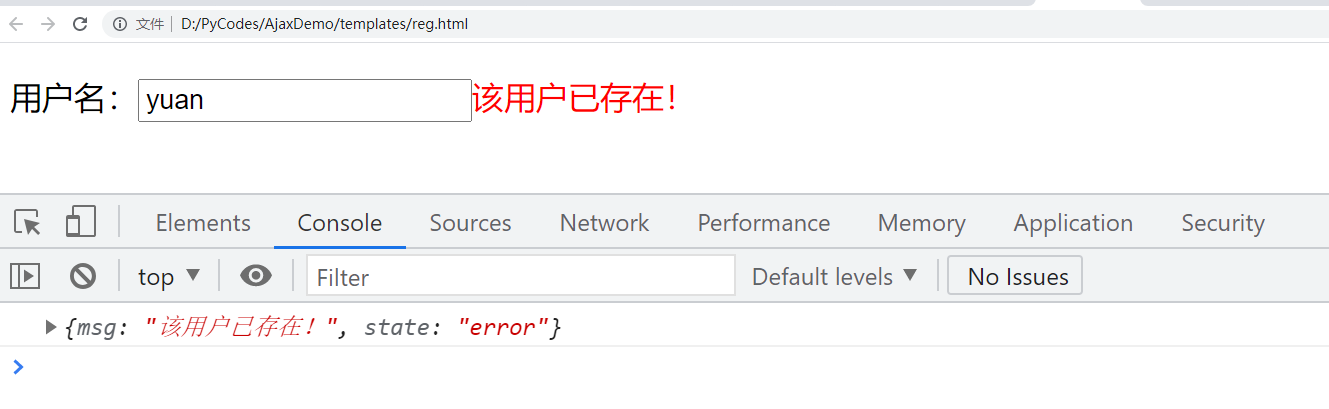 文件 D:/PyCodes/AjaxDemo/templates/reg.html
用户名：yuan 该用户已存在！
Elements Console Sources Network Performance Memory Application Security
top Filter Default levels No Issues
{msg: "该用户已存在！", state: "error"}